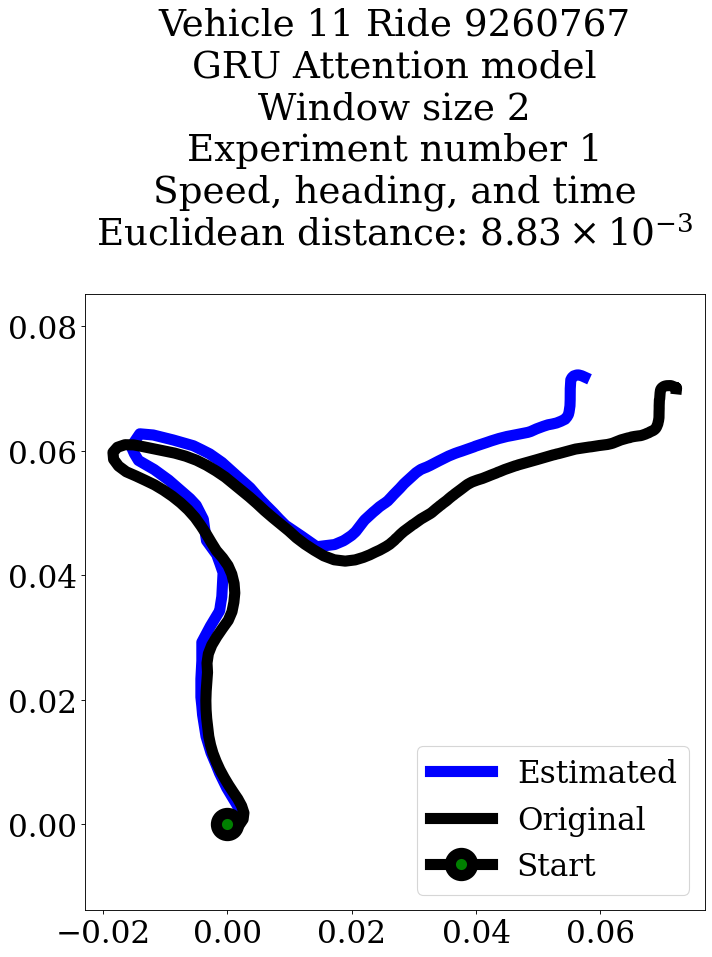 Vehicle 11 Ride 9260767
GRU Attention model
Window size 2
Experiment number 1
Speed, heading, and time
Euclidean distance: 8.83 × 10⁻³
0.08
0.06
0.04
0.02
0.00
Estimated
Original
Start
−0.02 0.00 0.02 0.04 0.06